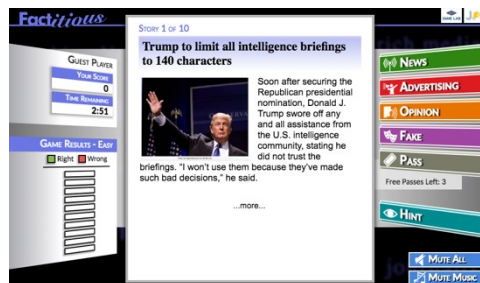 Factitious
STORY 1 OF 10
GAME LAB
Trump to limit all intelligence briefings
to 140 characters
GUEST PLAYER
YOUR SCORE
0
TIME REMAINING
2:51
GAME RESULTS - EASY
Right Wrong
Soon after securing the
Republican presidential
nomination, Donald J.
Trump swore off any
and all assistance from
the U.S. intelligence
community, stating he
did not trust the
briefings. "I won't use them because they've made
such bad decisions," he said.
...more...
NEWS
ADVERTISING
OPINION
FAKE
PASS
Free Passes Left: 3
HINT
MUTE ALL
MUTE MUSIC